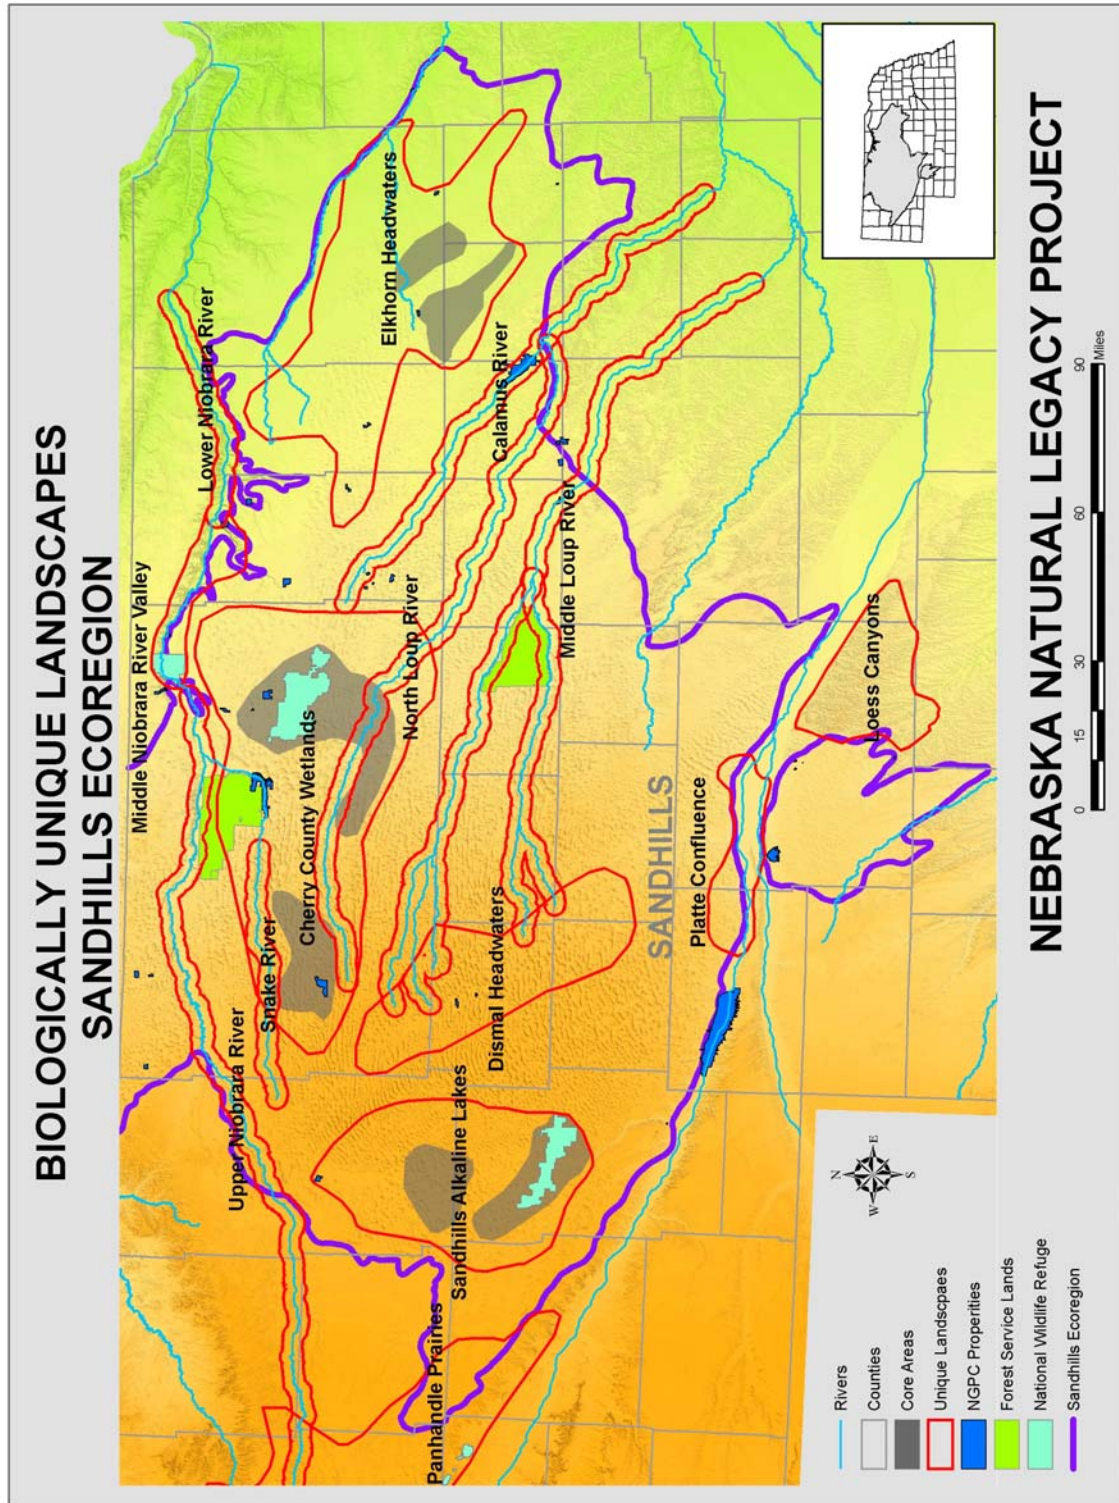 BIOLOGICALLY UNIQUE LANDSCAPES
SANDHILLS ECOREGION
Middle Niobrara River Valley
Lower Niobrara River
Upper Niobrara River
Snake River
Cherry County Wetlands
Elkhorn Headwaters
North Loup River
Calamus River
Sandhills Alkaline Lakes
Dismal Headwaters
Middle Loup River
Panhandle Prairies
SANDHILLS
Platte Confluence
Loess Canyons
N
W
E
S
Rivers
Counties
Core Areas
Unique Landscpaes
NGPC Properities
Forest Service Lands
National Wildlife Refuge
Sandhills Ecoregion
0 15 30 60 90
Miles
NEBRASKA NATURAL LEGACY PROJECT